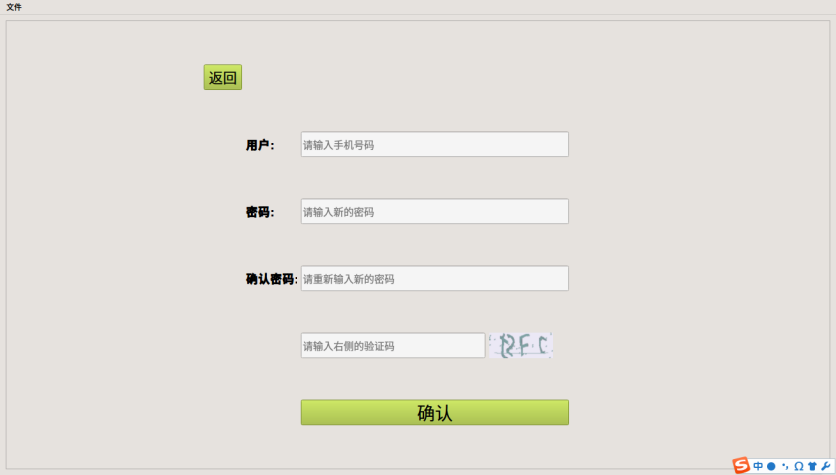 文件
返回
用户:
请输入手机号码
密码:
请输入新的密码
确认密码:
请重新输入新的密码
请输入右侧的验证码
确认
中